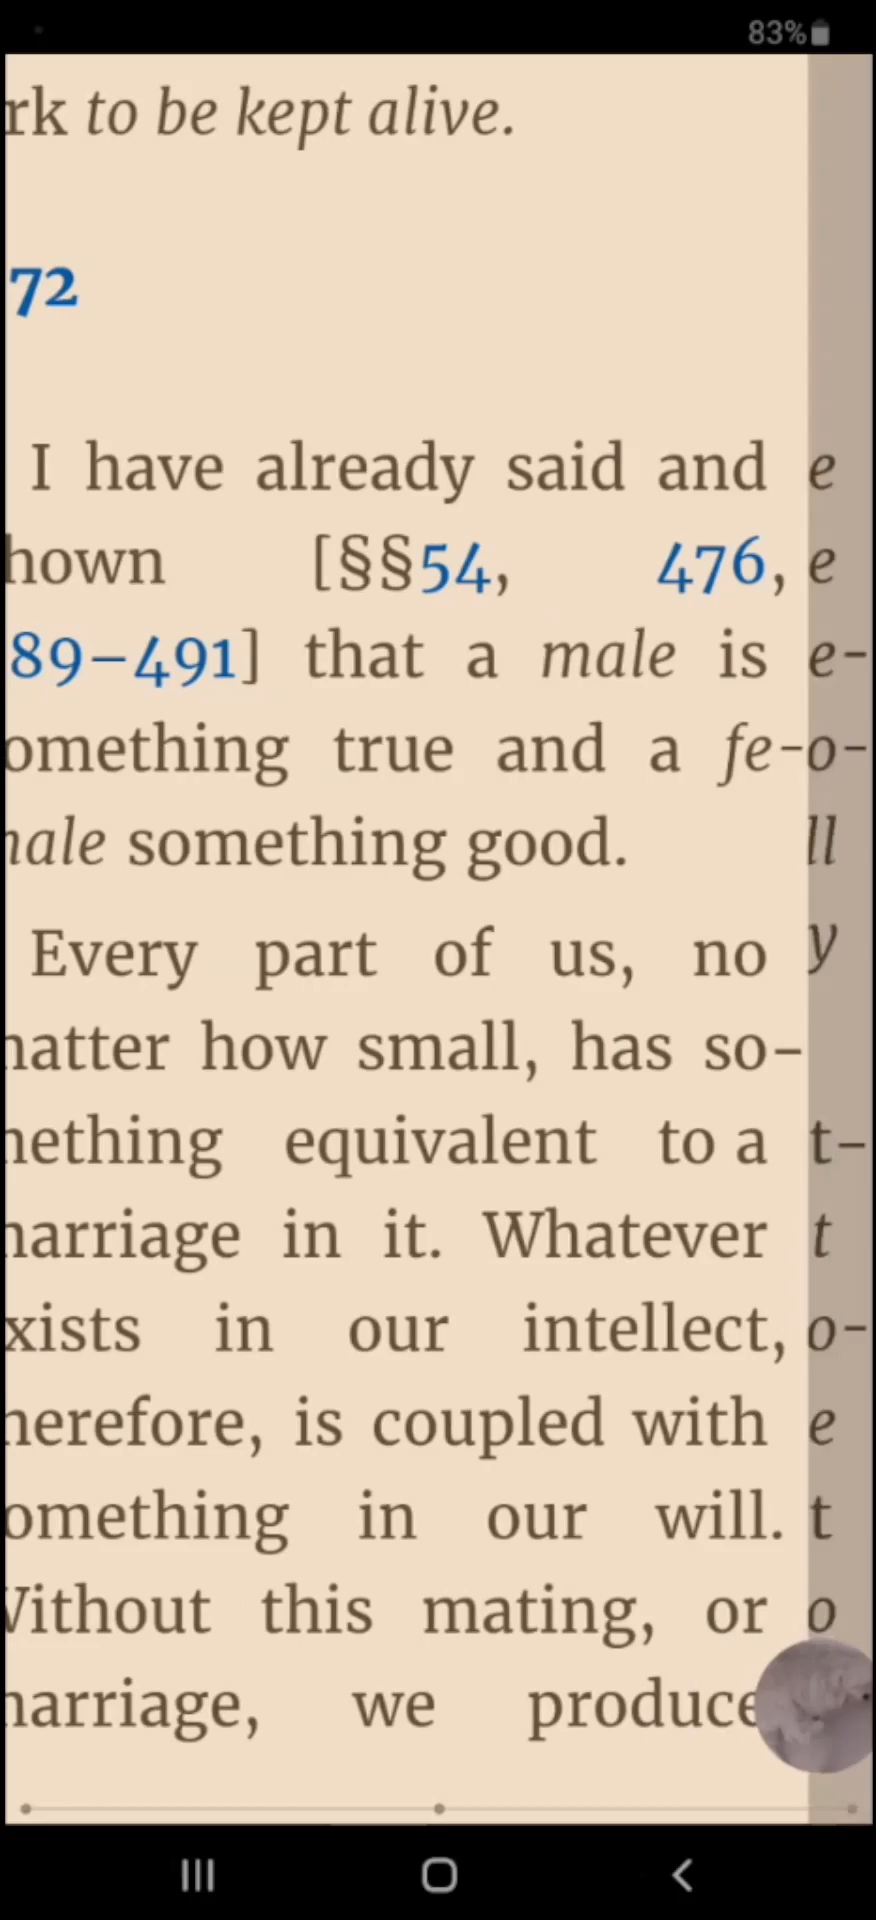 83%
rk to be kept alive.
72
I have already said and e
hown [§§54, 476, e
89–491] that a male is e-
omething true and a fe- o-
ale something good. ll
Every part of us, no y
atter how small, has so-
ething equivalent to a t-
arriage in it. Whatever t
xists in our intellect, o-
herefore, is coupled with e
omething in our will. t
ithout this mating, or o
arriage, we produce